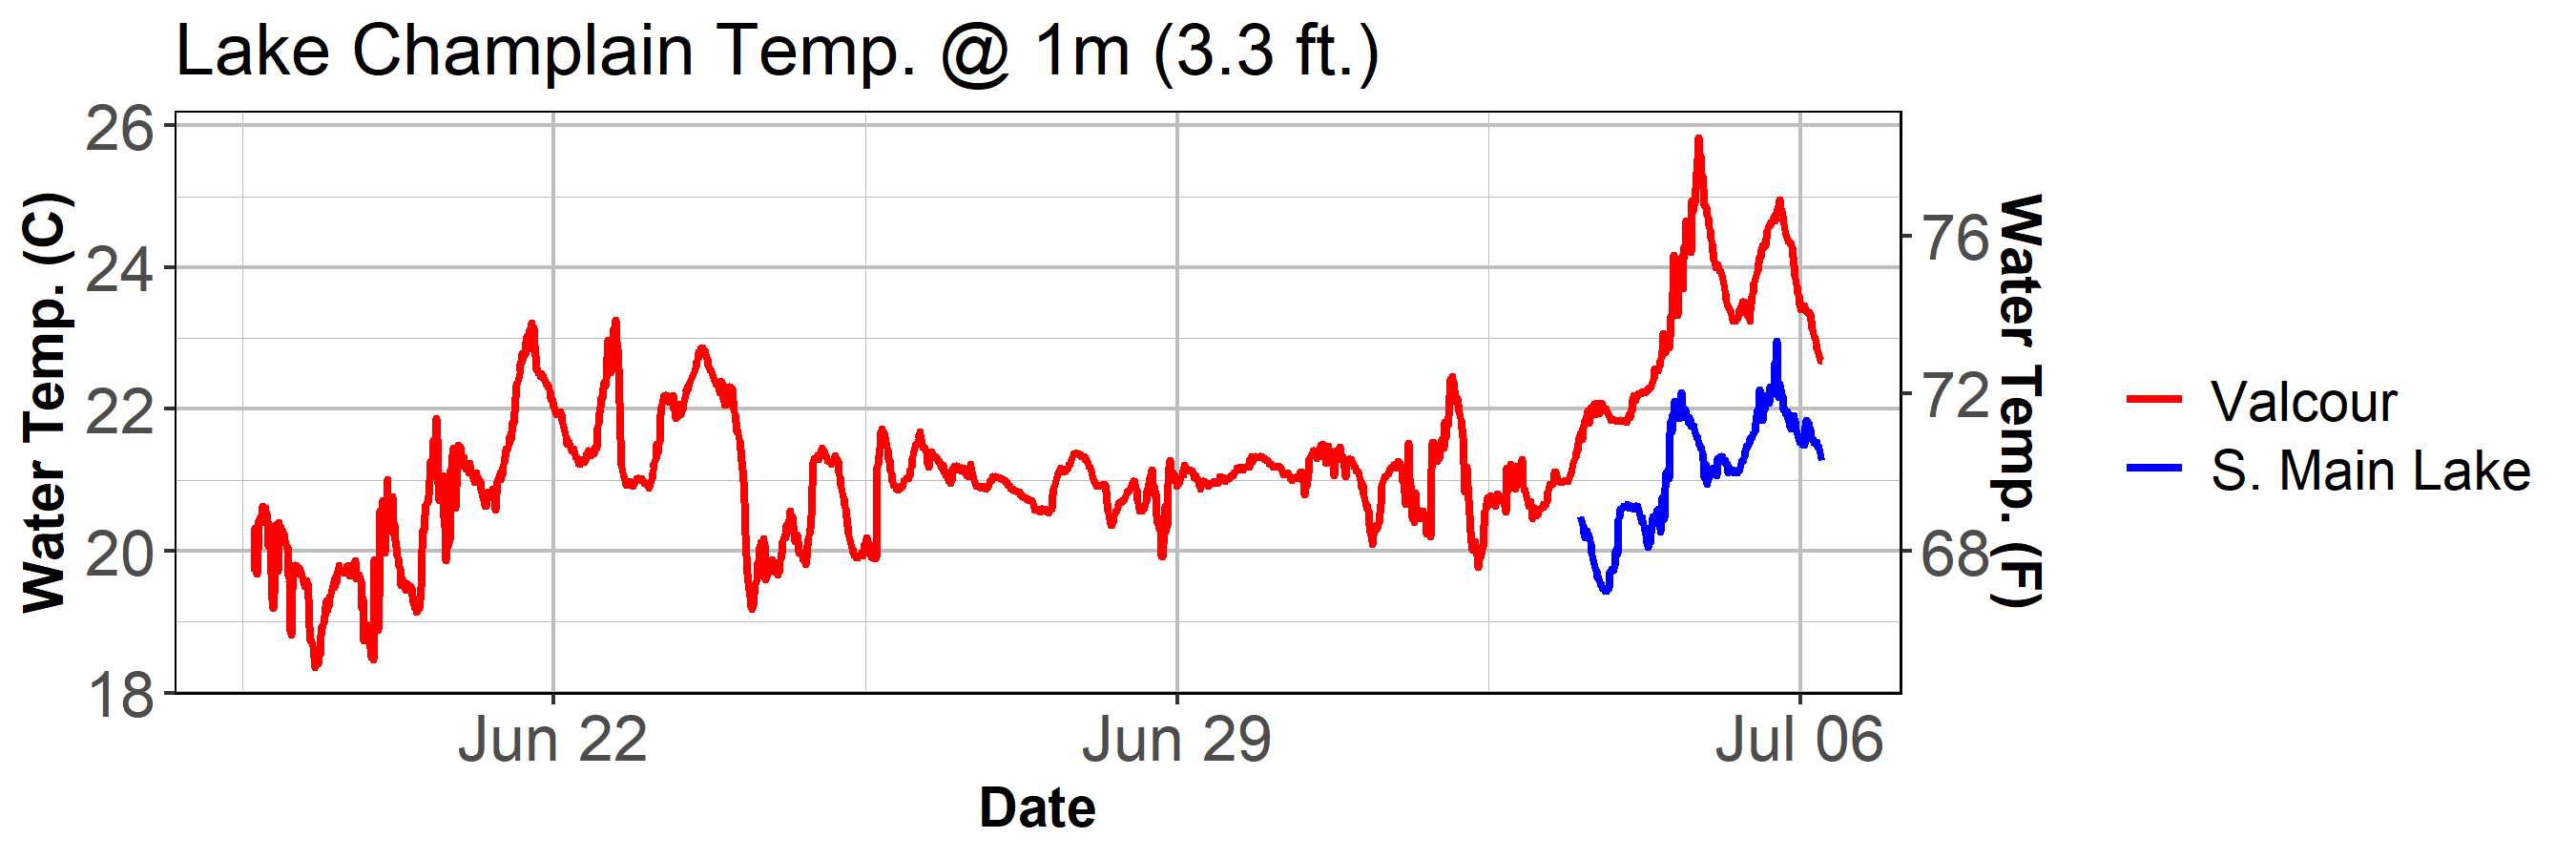 Lake Champlain Temp. @ 1m (3.3 ft.)
Water Temp. (C)
26
24
22
20
18
76
72
68
Water Temp. (F)
Jun 22
Jun 29
Jul 06
Date
Valcour
S. Main Lake